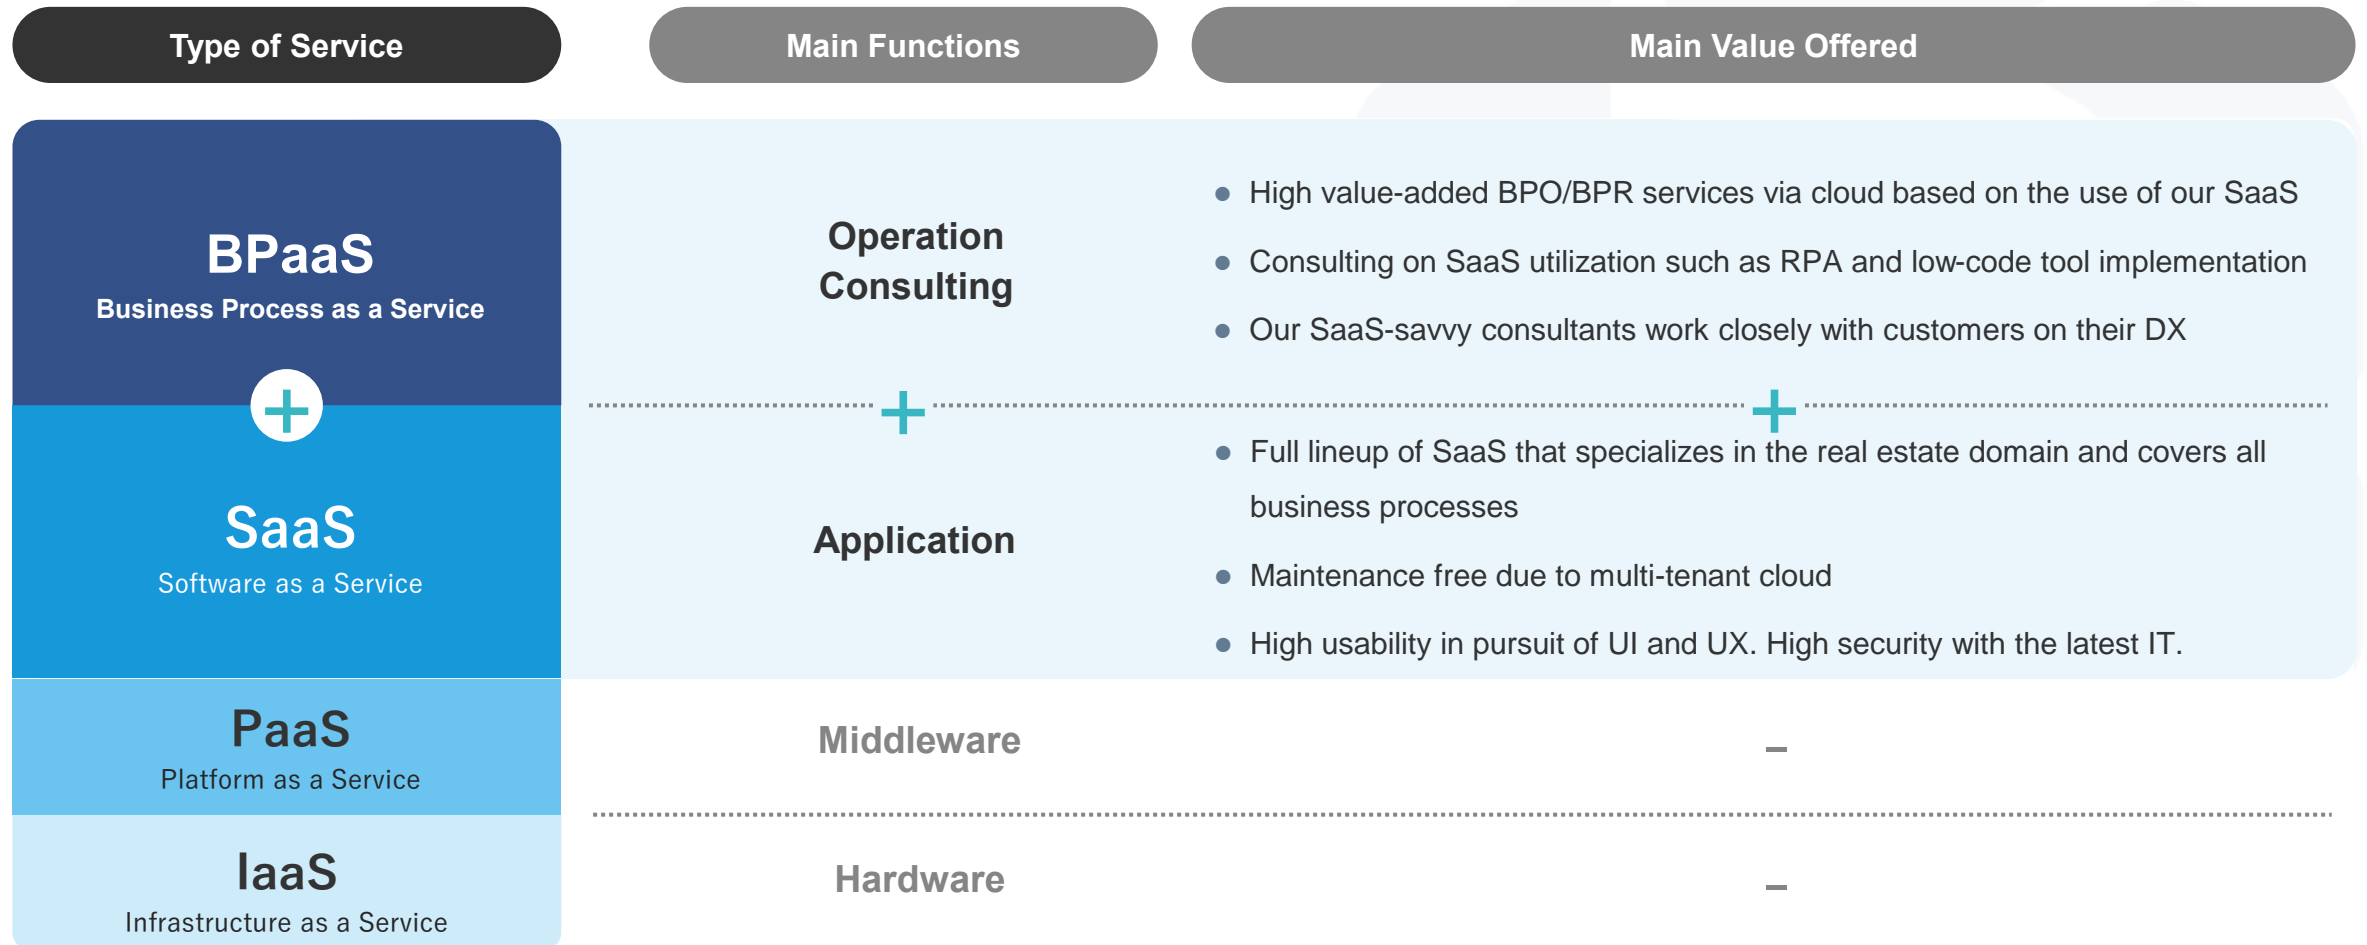 Type of Service
Main Functions
Main Value Offered
BPaaS
Business Process as a Service
Operation
Consulting
● High value-added BPO/BPR services via cloud based on the use of our SaaS
● Consulting on SaaS utilization such as RPA and low-code tool implementation
● Our SaaS-savvy consultants work closely with customers on their DX
+
+
+
SaaS
Software as a Service
Application
● Full lineup of SaaS that specializes in the real estate domain and covers all
business processes
● Maintenance free due to multi-tenant cloud
● High usability in pursuit of UI and UX. High security with the latest IT.
PaaS
Platform as a Service
Middleware
–
IaaS
Infrastructure as a Service
Hardware
–